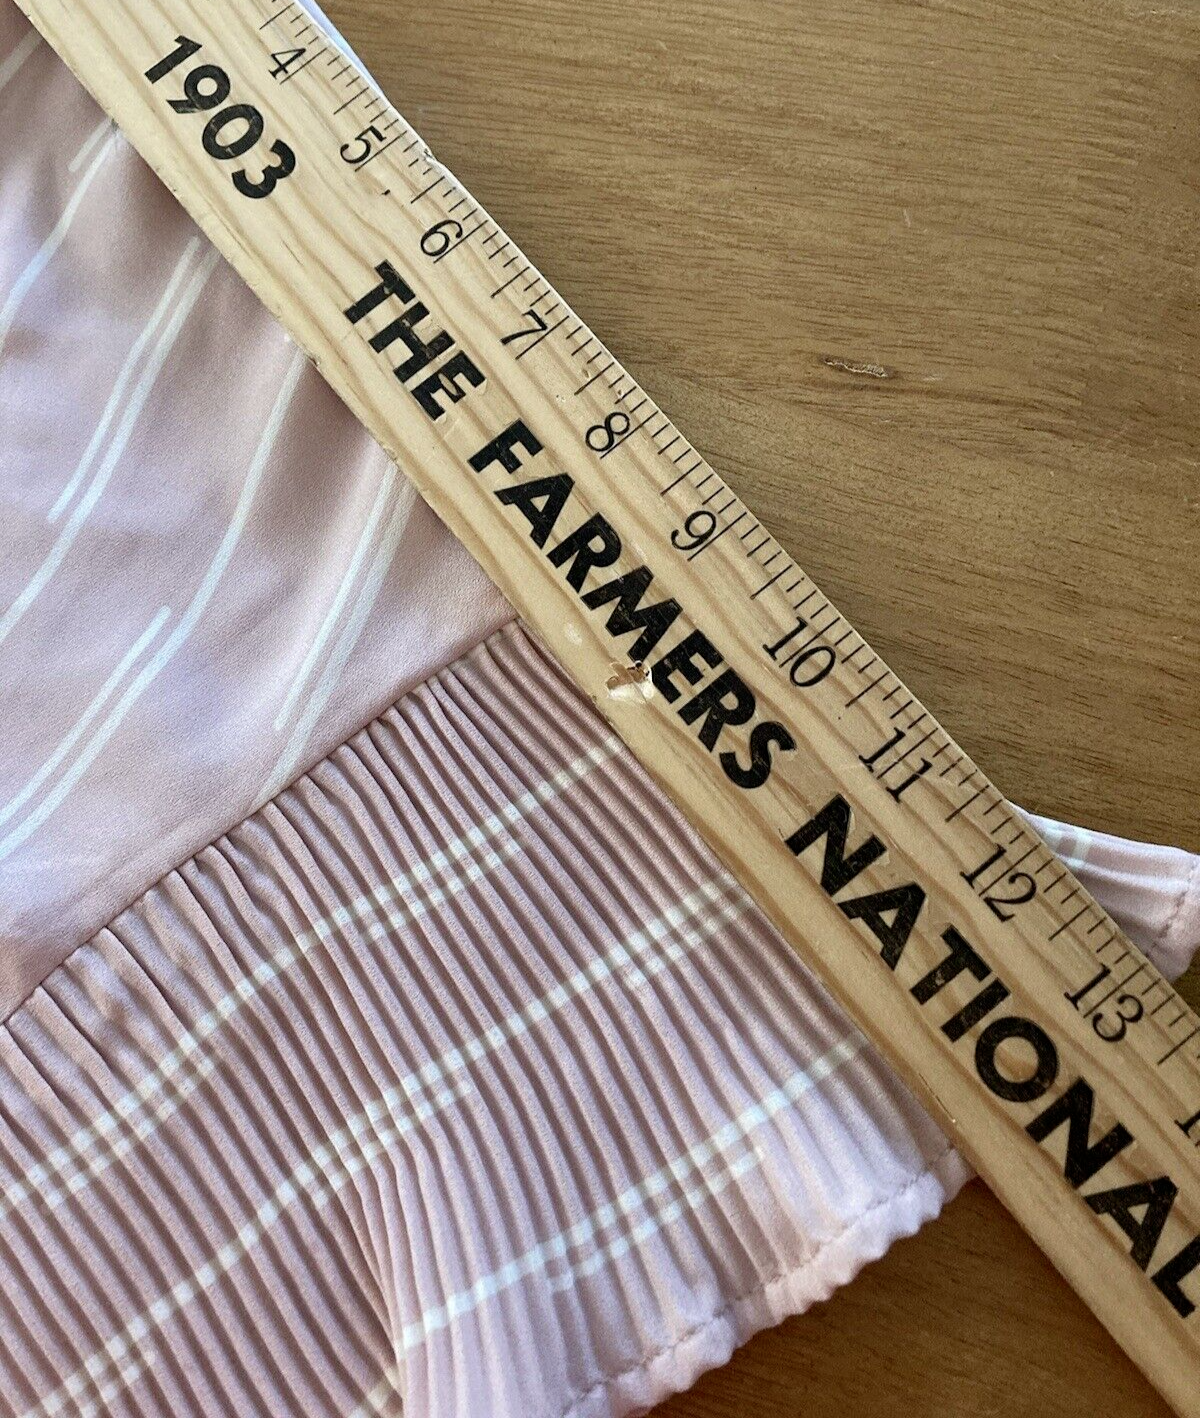 4 5 6 7 8 9 10 11 12 13
1903 THE FARMERS NATIONAL